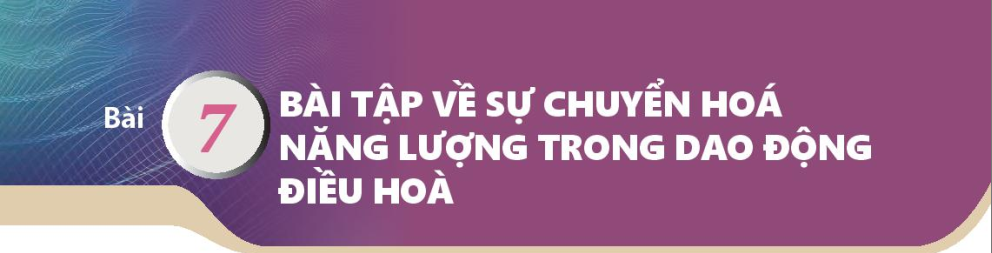 Bài
7
BÀI TẬP VỀ SỰ CHUYỂN HOÁ
NĂNG LƯỢNG TRONG DAO ĐỘNG
ĐIỀU HOÀ